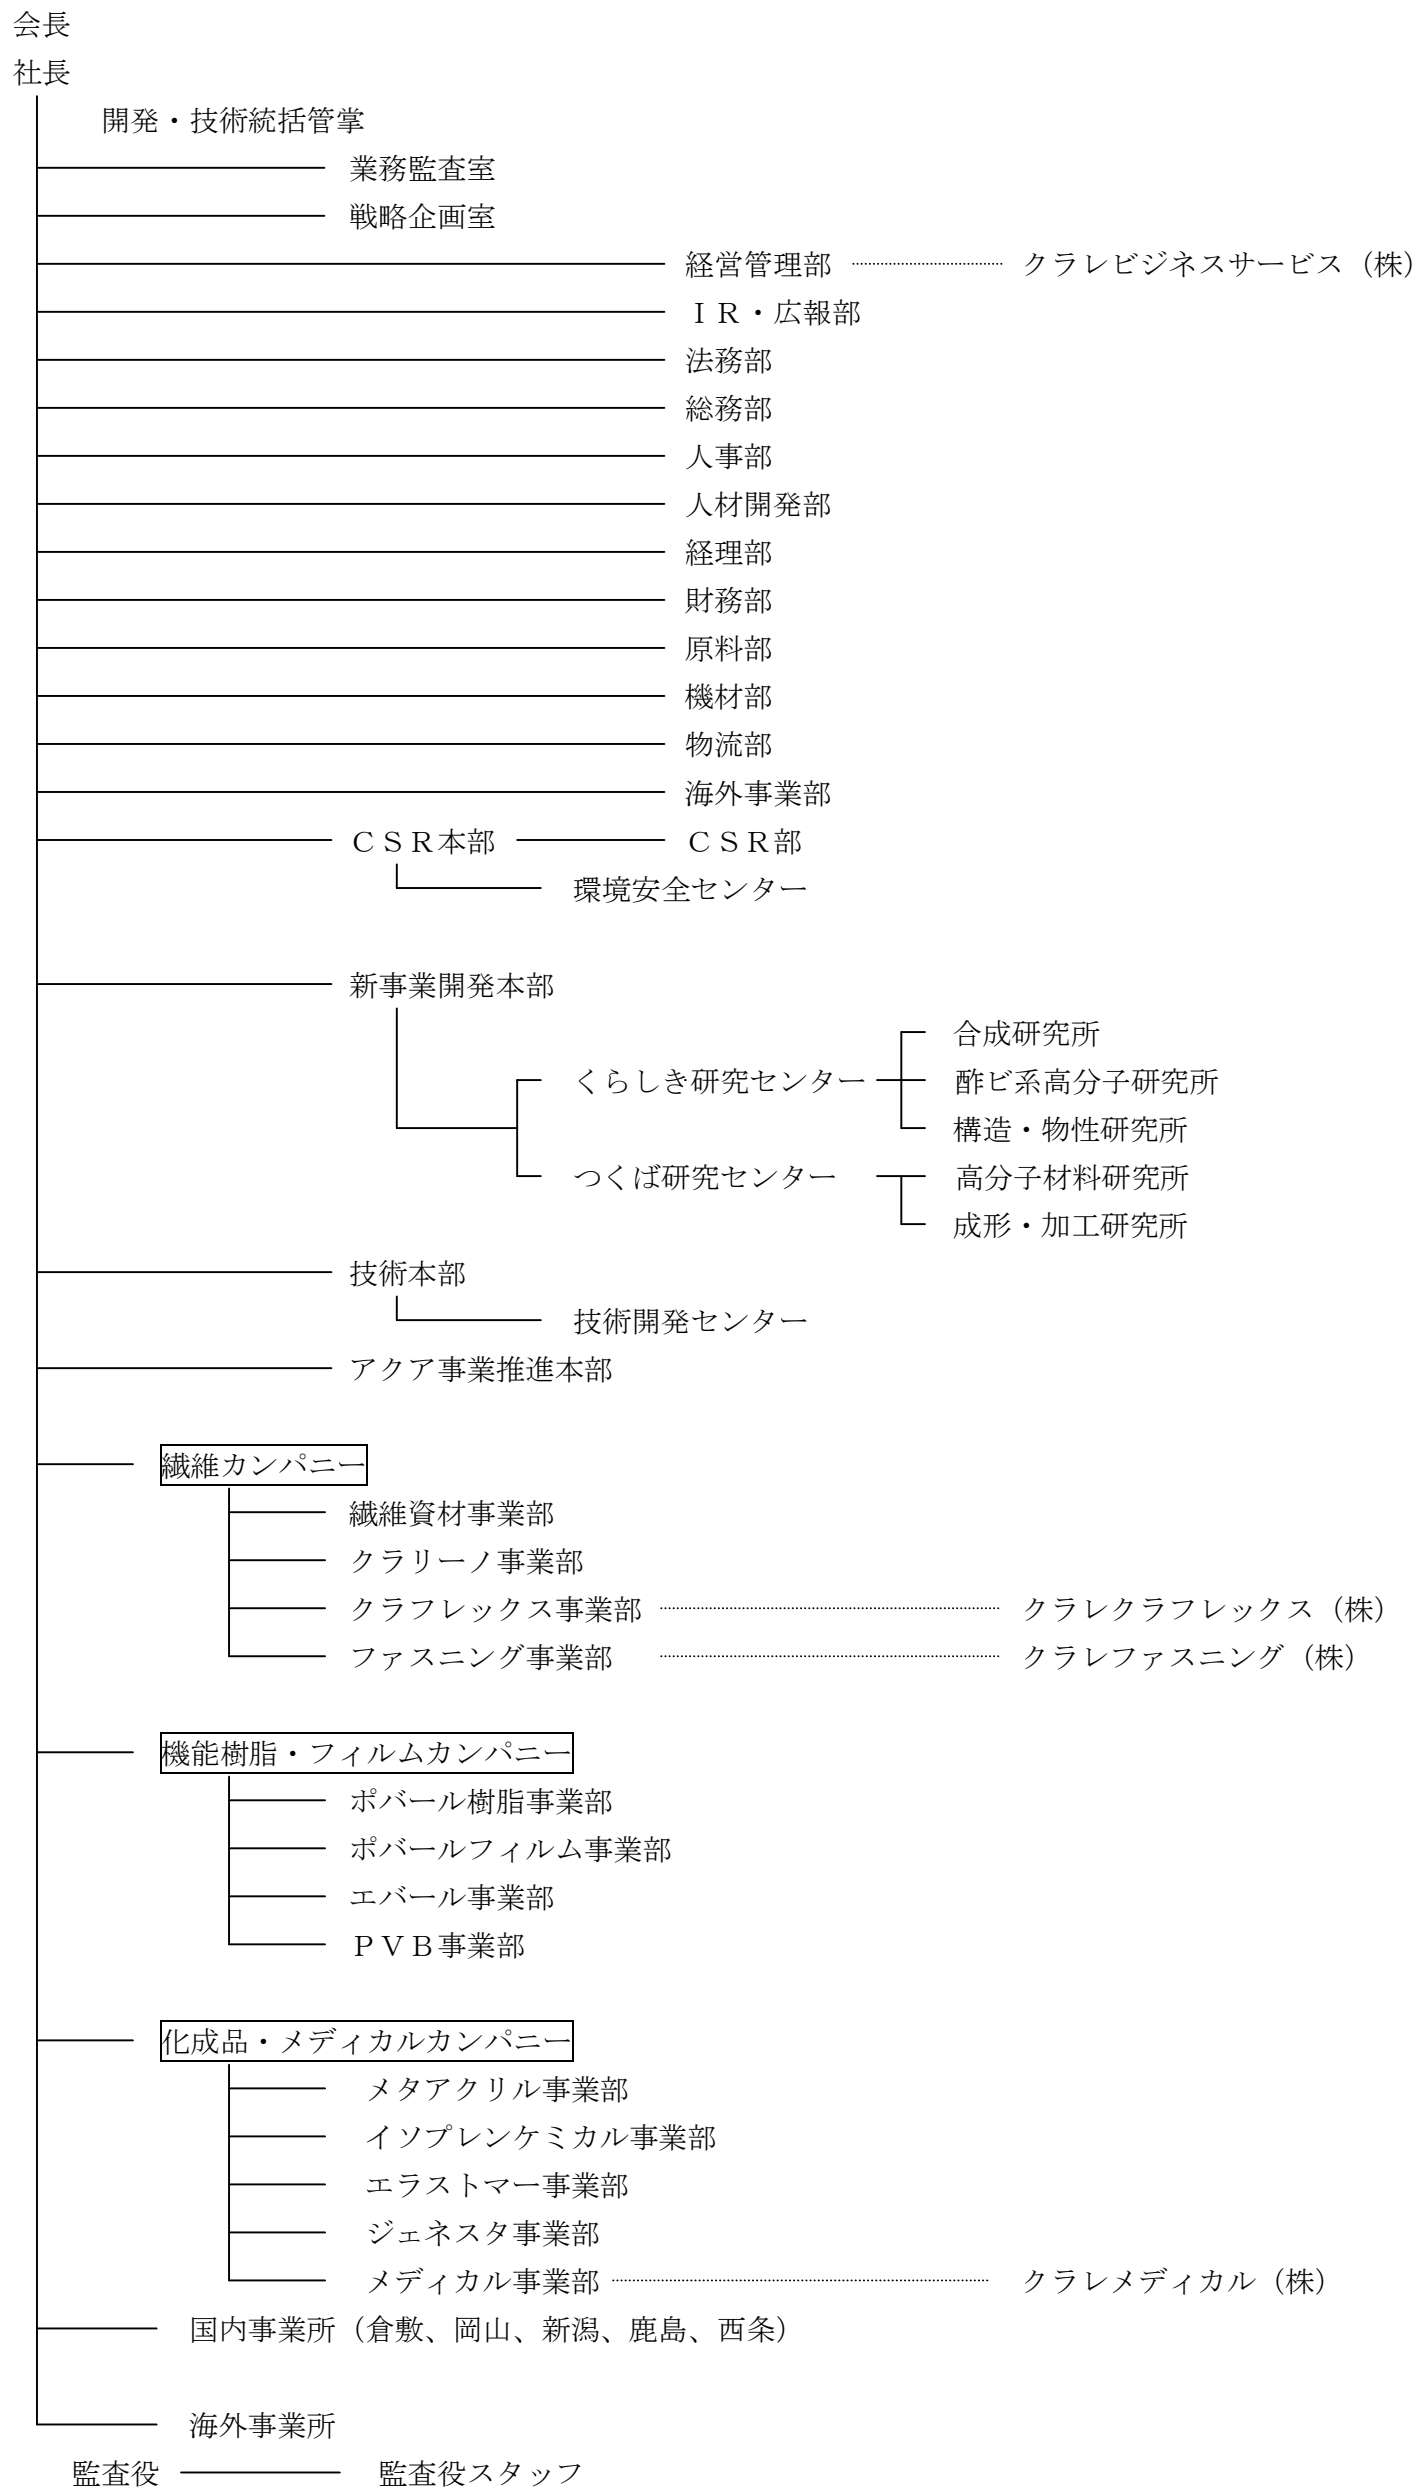 会長
社長
開発・技術統括管掌
業務監査室
戦略企画室
経営管理部 クラレビジネスサービス（株）
ＩＲ・広報部
法務部
総務部
人事部
人材開発部
経理部
財務部
原料部
機材部
物流部
海外事業部
ＣＳＲ本部 ＣＳＲ部
環境安全センター
新事業開発本部
合成研究所
くらしき研究センター 酢ビ系高分子研究所
構造・物性研究所
つくば研究センター 高分子材料研究所
成形・加工研究所
技術本部
技術開発センター
アクア事業推進本部
繊維カンパニー
繊維資材事業部
クラリーノ事業部
クラフレックス事業部 クラレクラフレックス（株）
ファスニング事業部 クラレファスニング（株）
機能樹脂・フィルムカンパニー
ポバール樹脂事業部
ポバールフィルム事業部
エバール事業部
ＰＶＢ事業部
化成品・メディカルカンパニー
メタアクリル事業部
イソプレンケミカル事業部
エラストマー事業部
ジェネスタ事業部
メディカル事業部 クラレメディカル（株）
国内事業所（倉敷、岡山、新潟、鹿島、西条）
海外事業所
監査役 監査役スタッフ